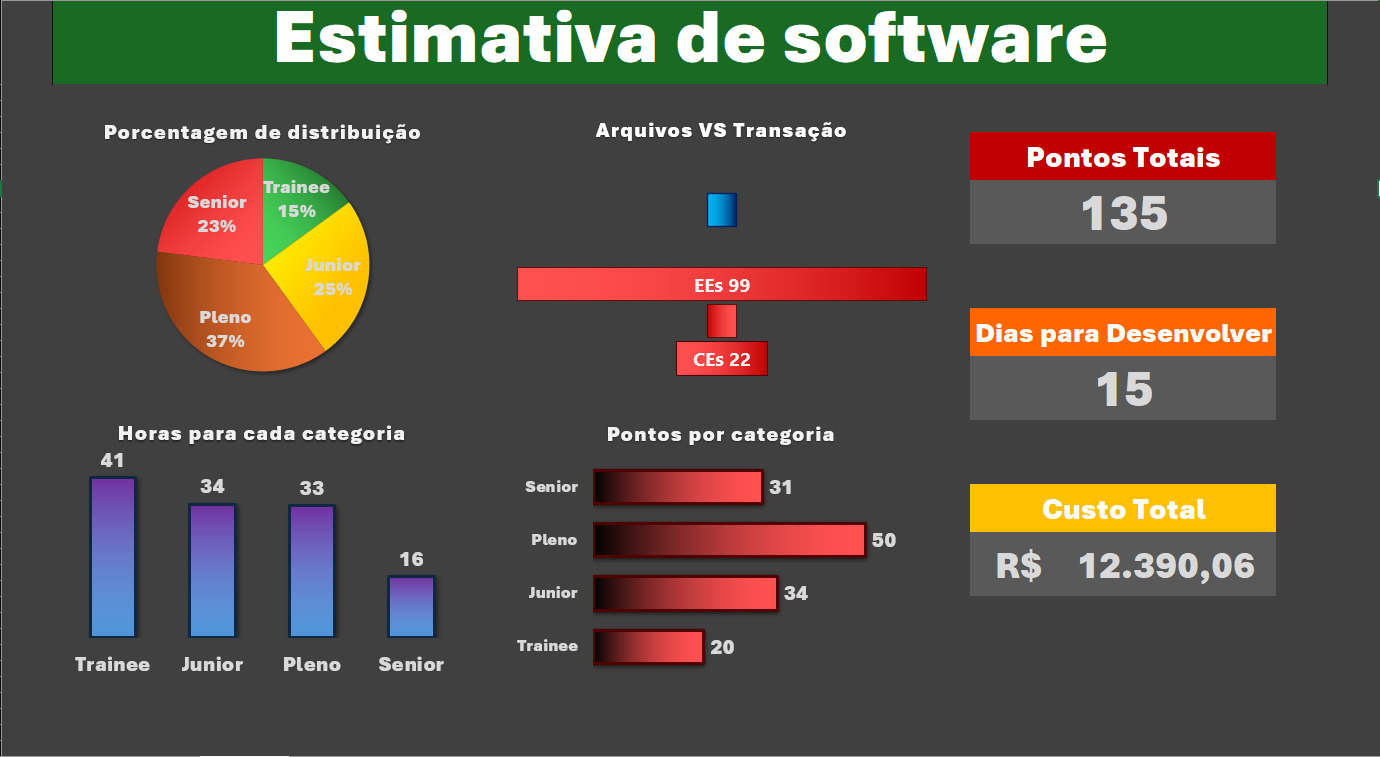 Estimativa de software
Porcentagem de distribuição
Trainee
15%
Junior
25%
Pleno
37%
Senior
23%
Arquivos VS Transação
EEs 99
CEs 22
Pontos Totais
135
Dias para Desenvolver
15
Custo Total
R$ 12.390,06
Horas para cada categoria
41
34
33
16
Trainee
Junior
Pleno
Senior
Pontos por categoria
Senior
31
Pleno
50
Junior
34
Trainee
20